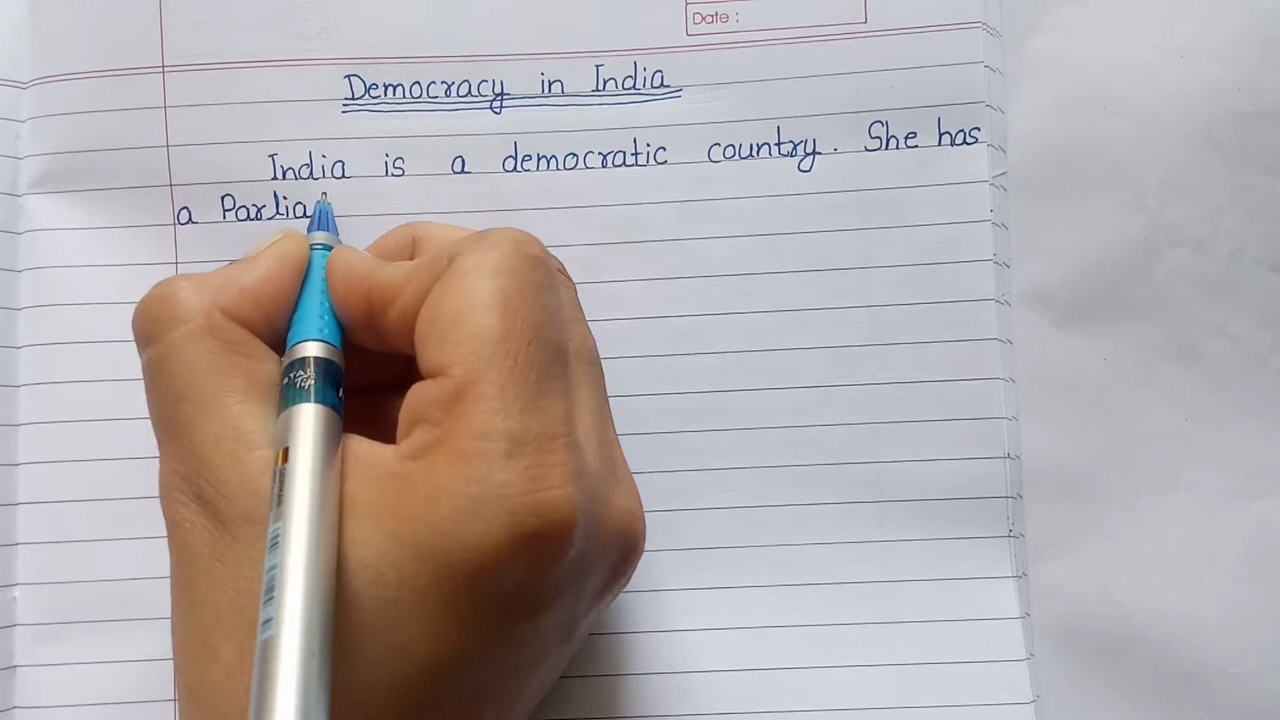 Date :
Democracy in India
India is a democratic country. She has
a Parlia